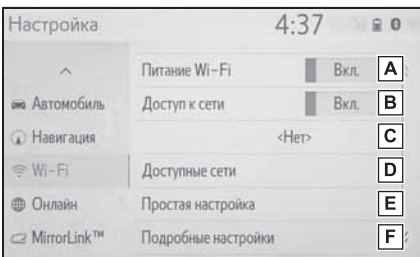 Настройка 4:37 0
Питание Wi-Fi Вкл. A
Автомобиль Доступ к сети Вкл. B
Навигация <Нет> C
Wi-Fi Доступные сети D
Онлайн Простая настройка E
MirrorLink™ Подробные настройки F